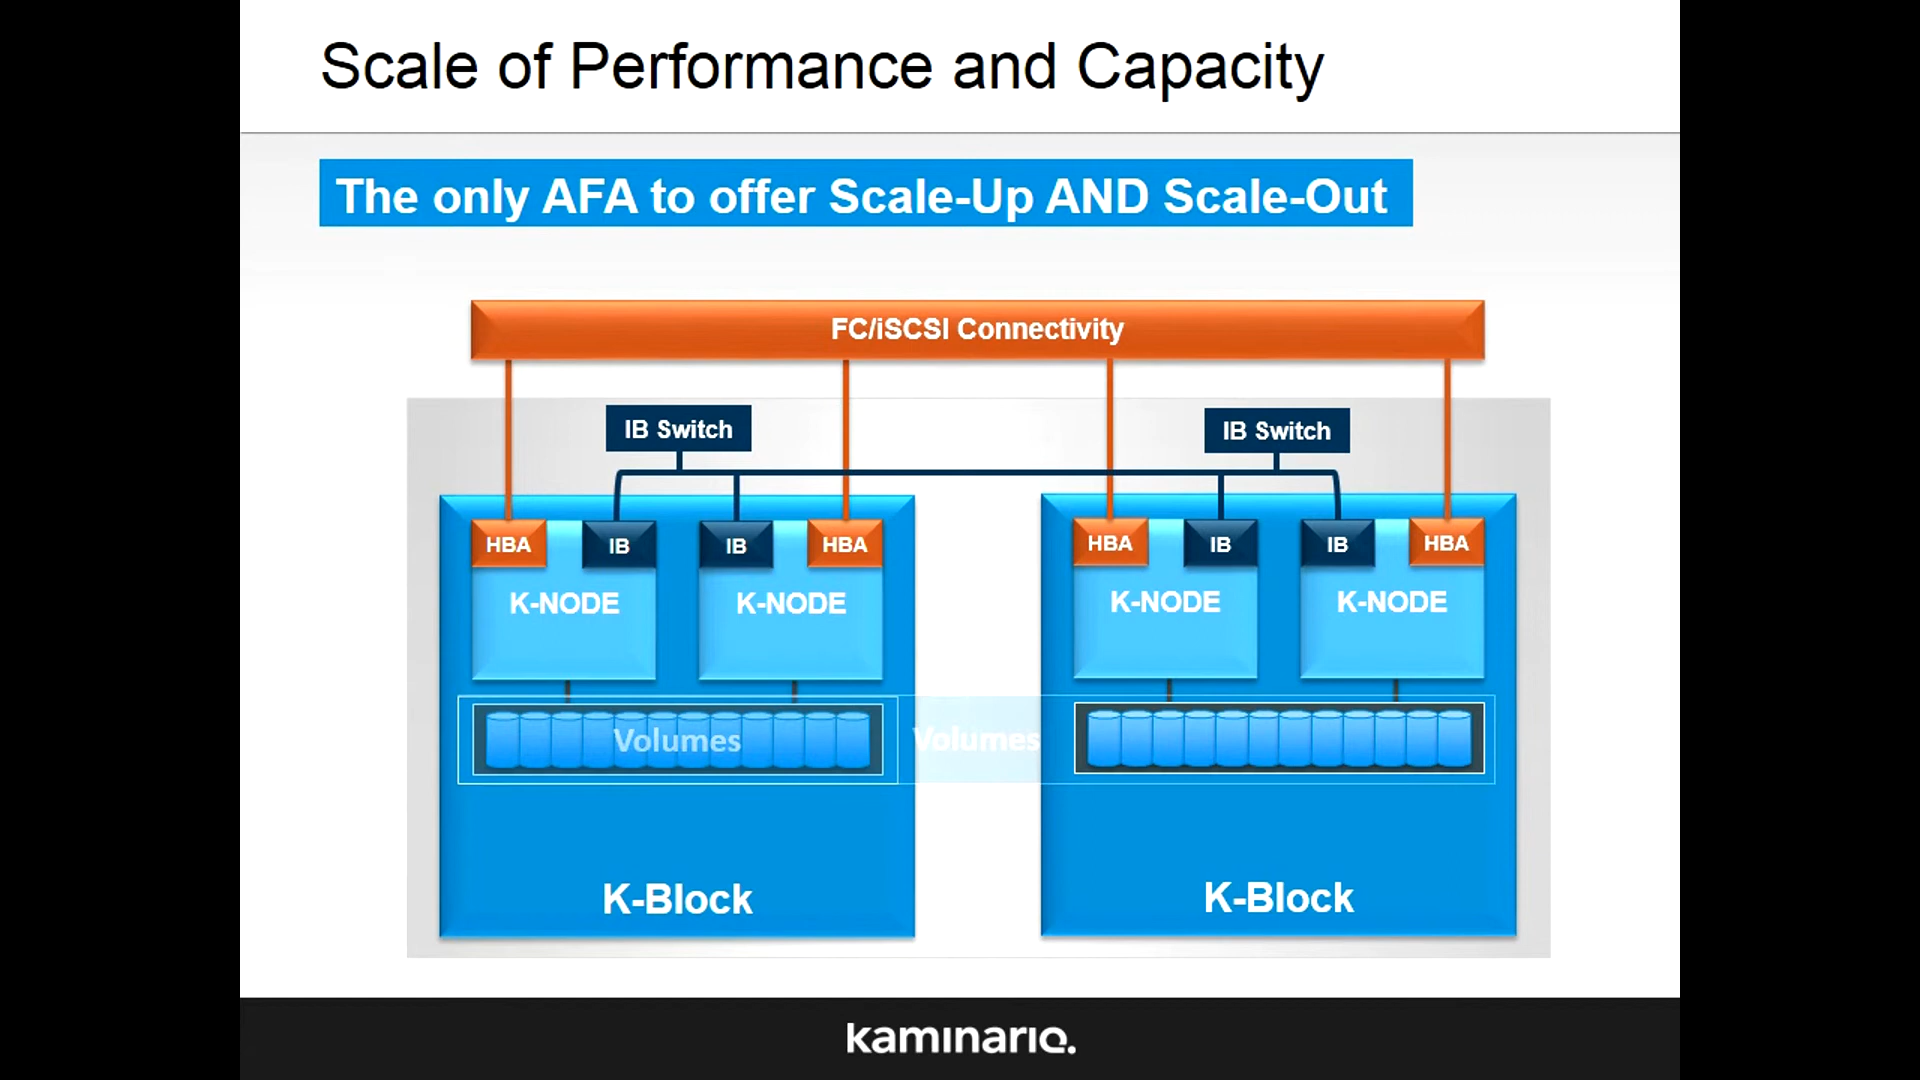 Scale of Performance and Capacity
The only AFA to offer Scale-Up AND Scale-Out
FC/iSCSI Connectivity
IB Switch
IB Switch
HBA
IB
IB
HBA
HBA
IB
IB
HBA
K-NODE
K-NODE
K-NODE
K-NODE
Volumes
Volumes
K-Block
K-Block
kaminario.